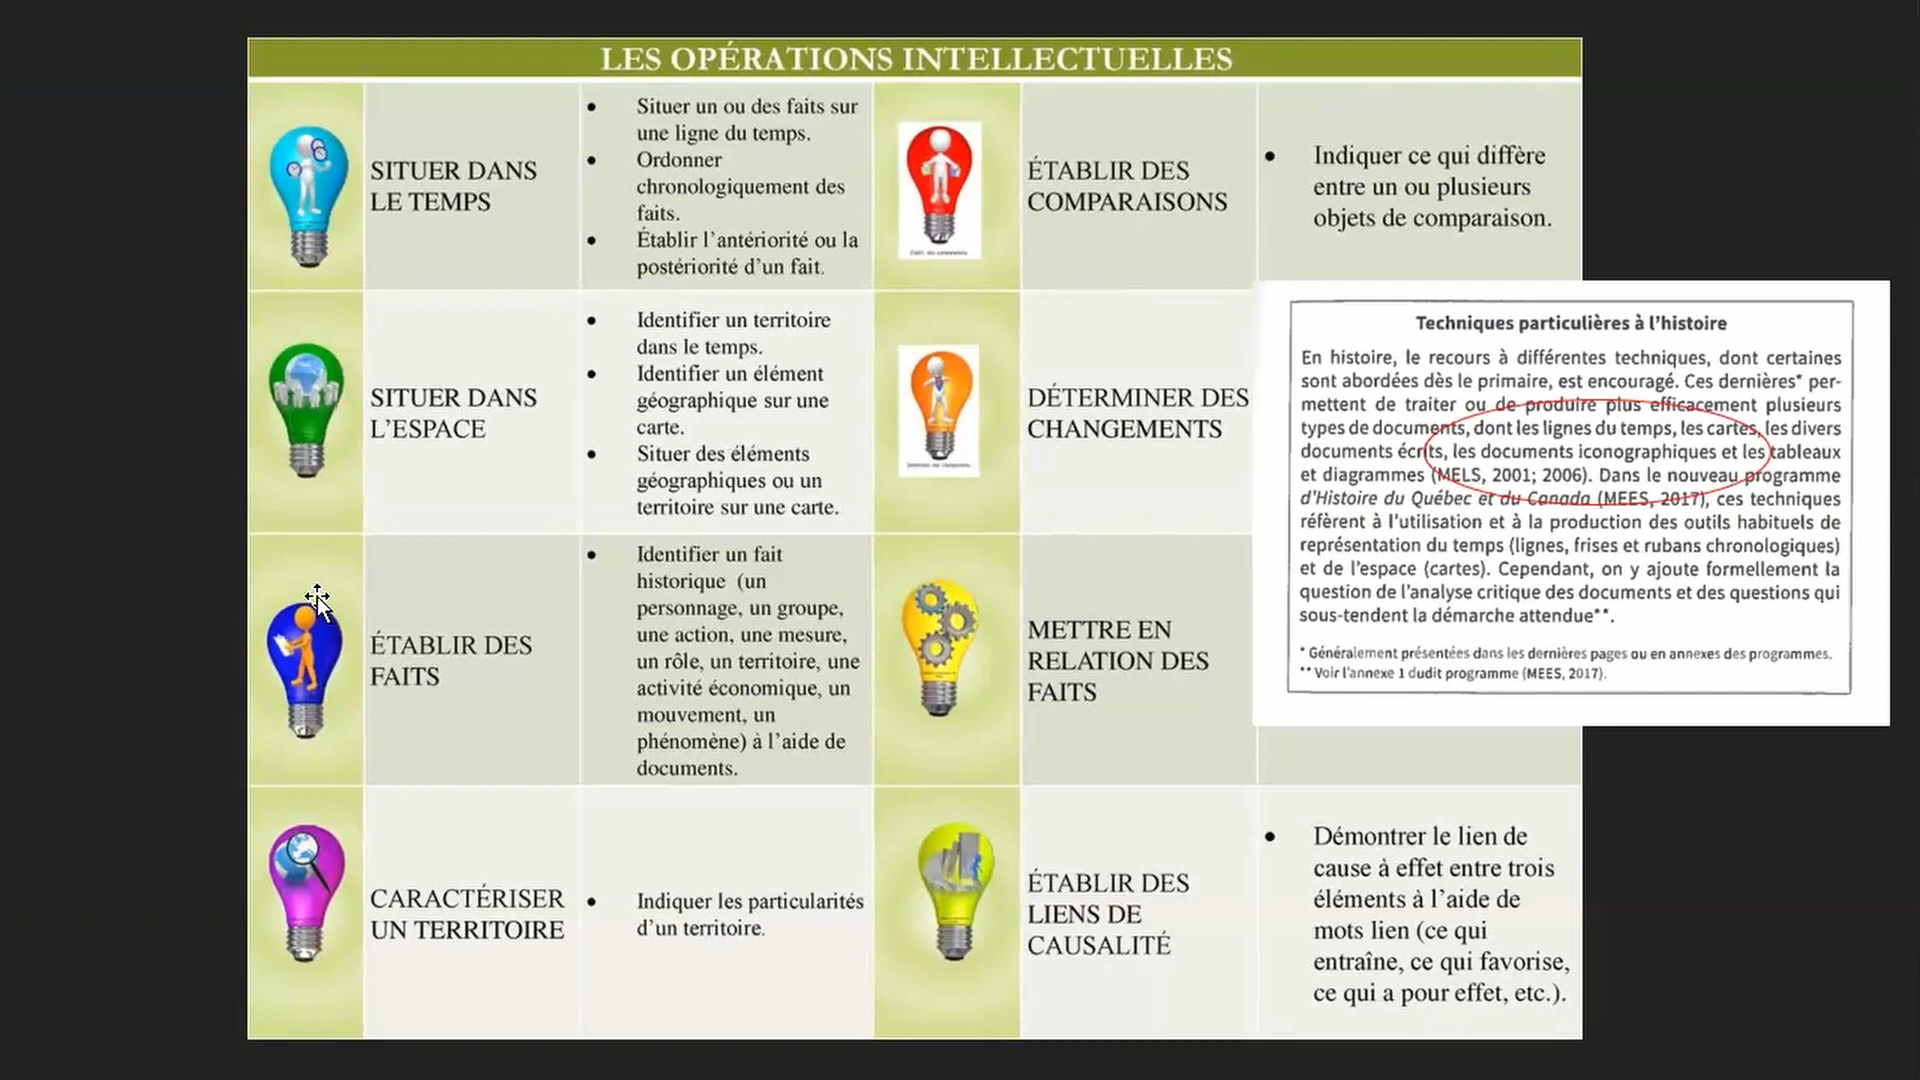 LES OPÉRATIONS INTELLECTUELLES
SITUER DANS
LE TEMPS
• Situer un ou des faits sur
une ligne du temps.
• Ordonner
chronologiquement des
faits.
• Établir l'antériorité ou la
postériorité d'un fait.
ÉTABLIR DES
COMPARAISONS
• Indiquer ce qui diffère
entre un ou plusieurs
objets de comparaison.
SITUER DANS
L'ESPACE
• Identifier un territoire
dans le temps.
• Identifier un élément
géographique sur une
carte.
• Situer des éléments
géographiques ou un
territoire sur une carte.
DÉTERMINER DES
CHANGEMENTS
ÉTABLIR DES
FAITS
• Identifier un fait
historique (un
personnage, un groupe,
une action, une mesure,
un rôle, un territoire, une
activité économique, un
mouvement, un
phénomène) à l'aide de
documents.
METTRE EN
RELATION DES
FAITS
CARACTÉRISER
UN TERRITOIRE
• Indiquer les particularités
d'un territoire.
ÉTABLIR DES
LIENS DE
CAUSALITÉ
• Démontrer le lien de
cause à effet entre trois
éléments à l'aide de
mots lien (ce qui
entraîne, ce qui favorise,
ce qui a pour effet, etc.).
Techniques particulières à l'histoire
En histoire, le recours à différentes techniques, dont certaines
sont abordées dès le primaire, est encouragé. Ces dernières* per-
mettent de traiter ou de produire plus efficacement plusieurs
types de documents, dont les lignes du temps, les cartes, les divers
documents écrits, les documents iconographiques et les tableaux
et diagrammes (MELS, 2001; 2006). Dans le nouveau programme
d'Histoire du Québec et du Canada (MEES, 2017), ces techniques
réfèrent à l'utilisation et à la production des outils habituels de
représentation du temps (lignes, frises et rubans chronologiques)
et de l'espace (cartes). Cependant, on y ajoute formellement la
question de l'analyse critique des documents et des questions qui
sous-tendent la démarche attendue**.
* Généralement présentées dans les dernières pages ou en annexes des programmes.
** Voir l'annexe 1 dudit programme (MEES, 2017).